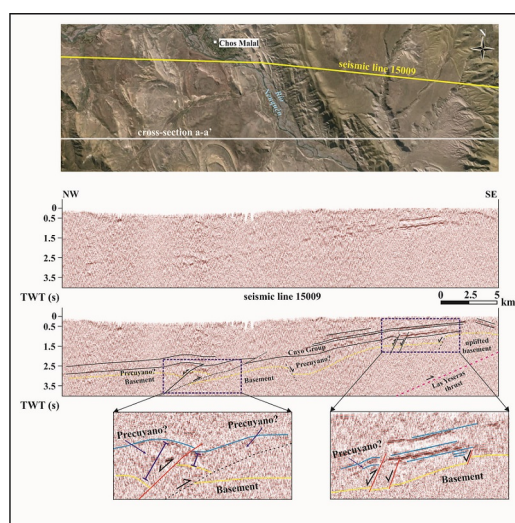 Chos Malal
seismic line 15009
Río
Neuquén
cross-section a-a'
NW
SE
0
0.5
1.5
2.5
3.5
TWT (s)
seismic line 15009
0 2.5 5
km
0
0.5
1.5
2.5
3.5
TWT (s)
Cuyo Group
Precuyano?
Basement
Basement
Precuyano?
uplifted
basement
Las Yeseras
thrust
Precuyano?
Precuyano?
Basement
Precuyano?
Basement